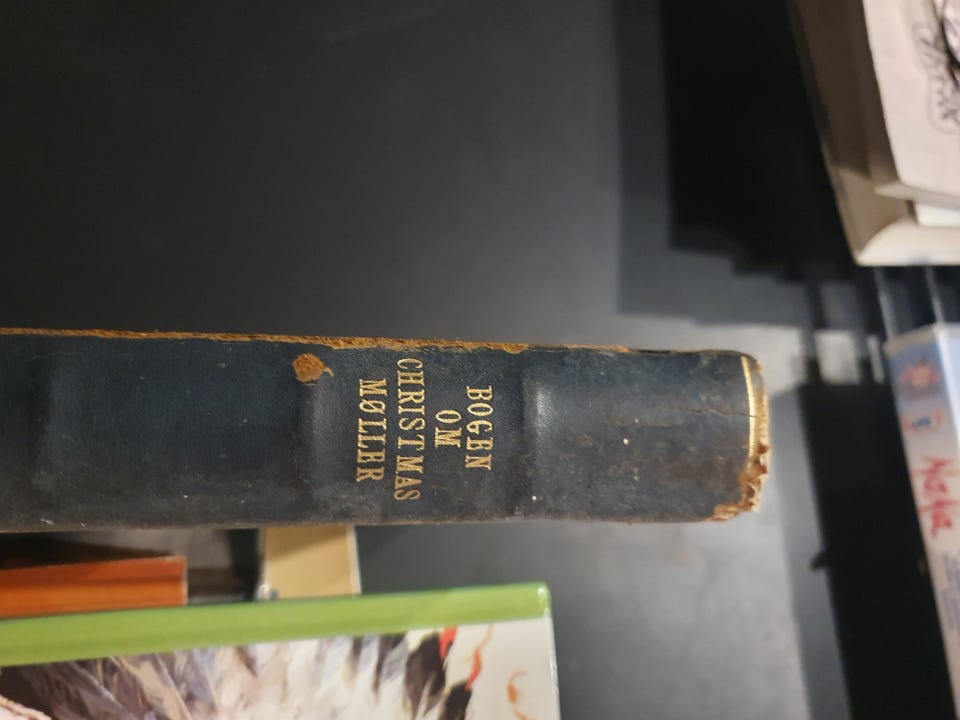 BOGEN
OM
CHRISTMAS
MØLLER